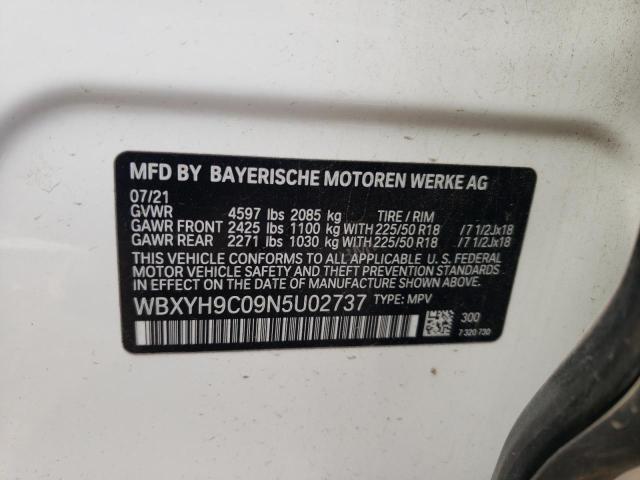 MFD BY BAYERISCHE MOTOREN WERKE AG
07/21
GVWR 4597 lbs 2085 kg TIRE / RIM
GAWR FRONT 2425 lbs 1100 kg WITH 225/50 R18 /7 1/2Jx18
GAWR REAR 2271 lbs 1030 kg WITH 225/50 R18 /7 1/2Jx18
THIS VEHICLE CONFORMS TO ALL APPLICABLE FEDERAL
MOTOR VEHICLE SAFETY, BUMPER AND THEFT PREVENTION STANDARDS
IN EFFECT ON THE DATE OF MANUFACTURE SHOWN ABOVE.
WBXYH9C09N5U02737 TYPE: MPV
300
7 320 730